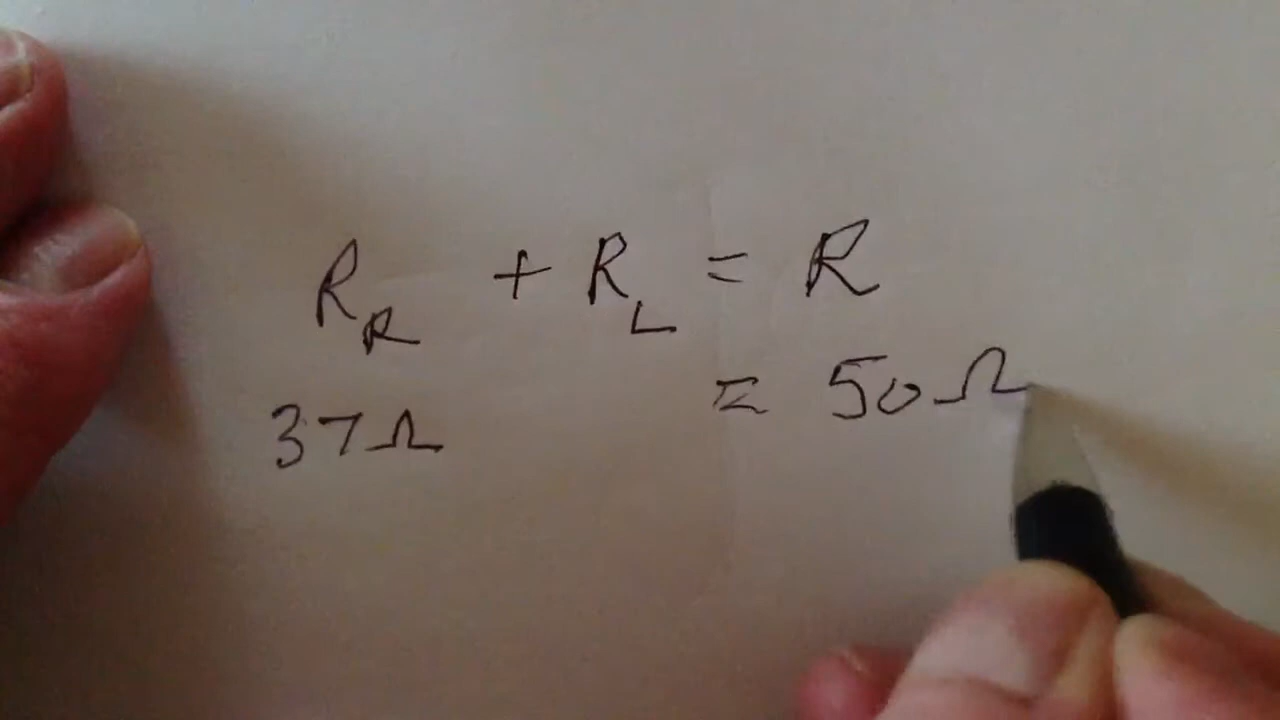 R_R + R_L = R
37Ω = 50Ω